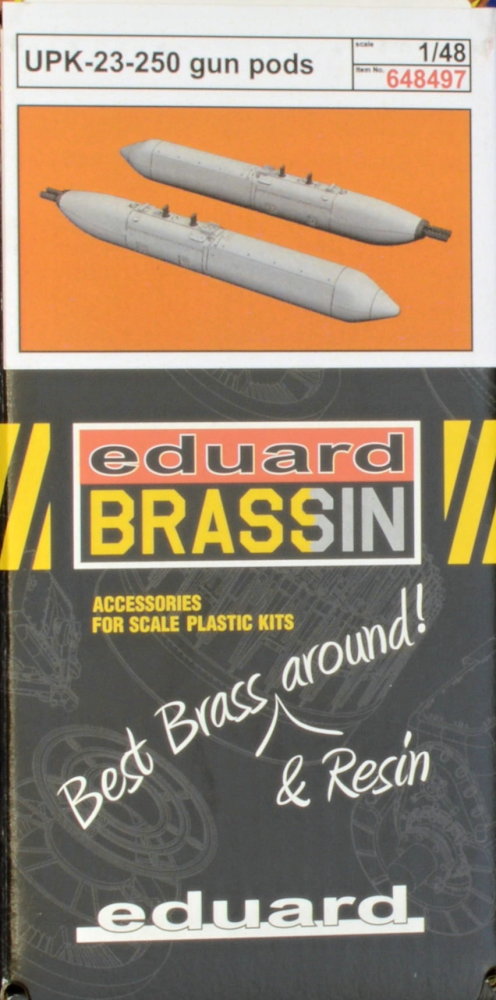 UPK-23-250 gun pods
scale
1/48
Item No.
648497
eduard
BRASSIN
ACCESSORIES
FOR SCALE PLASTIC KITS
Best Brass around!
& Resin
eduard